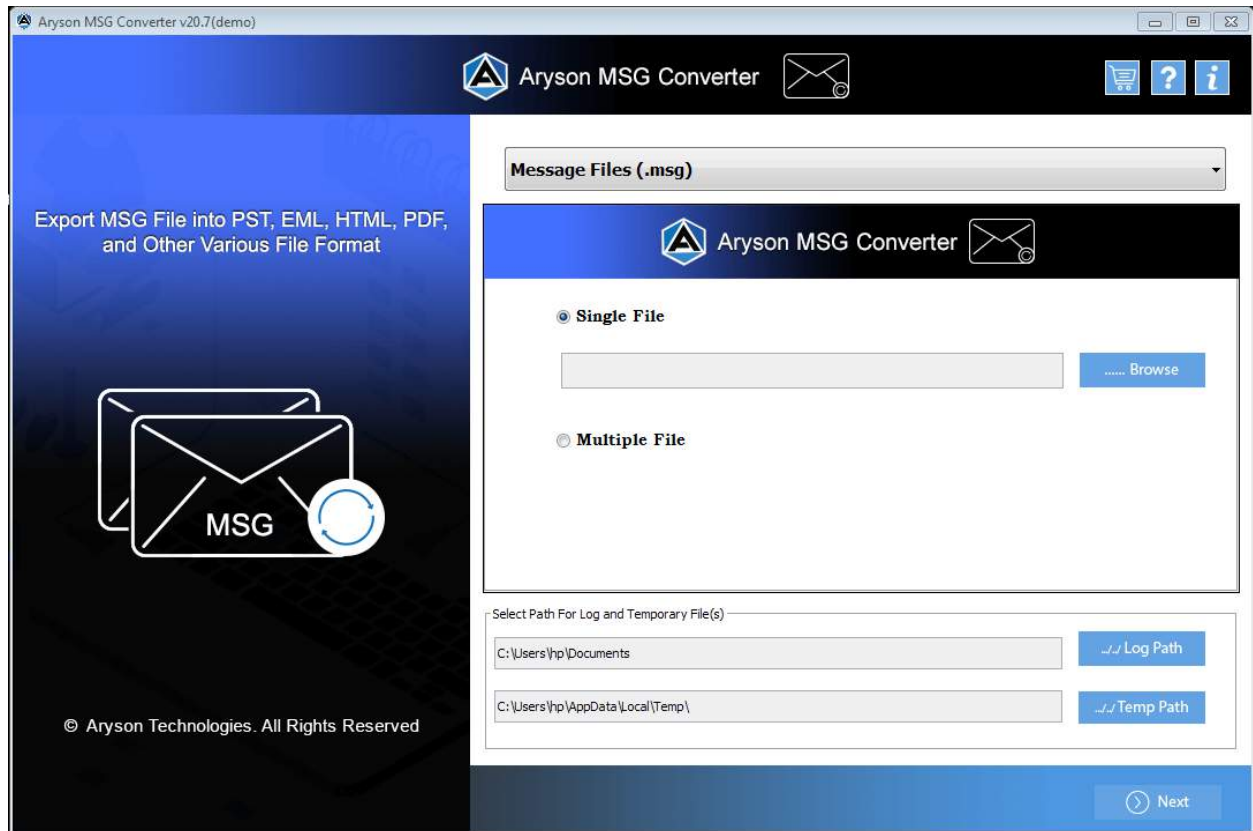 Aryson MSG Converter v20.7(demo)
Aryson MSG Converter
Export MSG File into PST, EML, HTML, PDF,
and Other Various File Format
MSG
© Aryson Technologies. All Rights Reserved
Message Files (.msg)
Aryson MSG Converter
Single File
...... Browse
Multiple File
Select Path For Log and Temporary File(s)
C:\Users\hp\Documents
../../ Log Path
C:\Users\hp\AppData\Local\Temp\
../../ Temp Path
Next